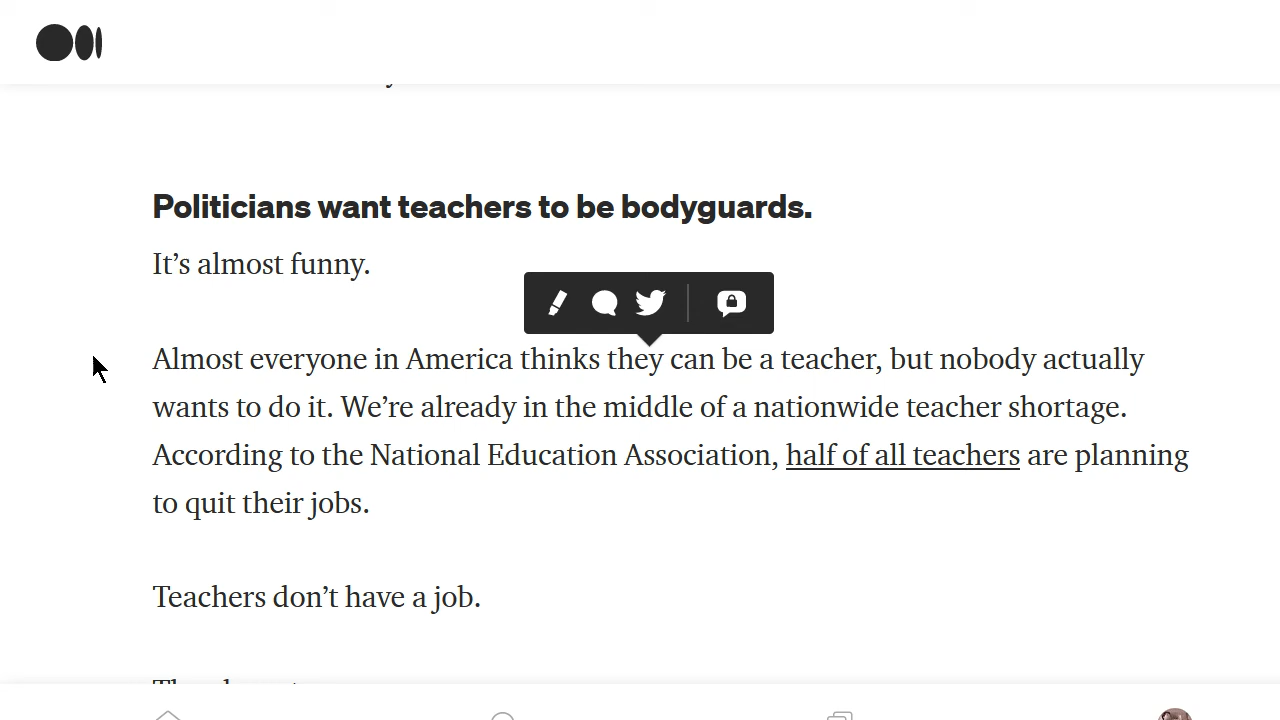 Politicians want teachers to be bodyguards.
It’s almost funny.
Almost everyone in America thinks they can be a teacher, but nobody actually
wants to do it. We’re already in the middle of a nationwide teacher shortage.
According to the National Education Association, half of all teachers are planning
to quit their jobs.
Teachers don’t have a job.